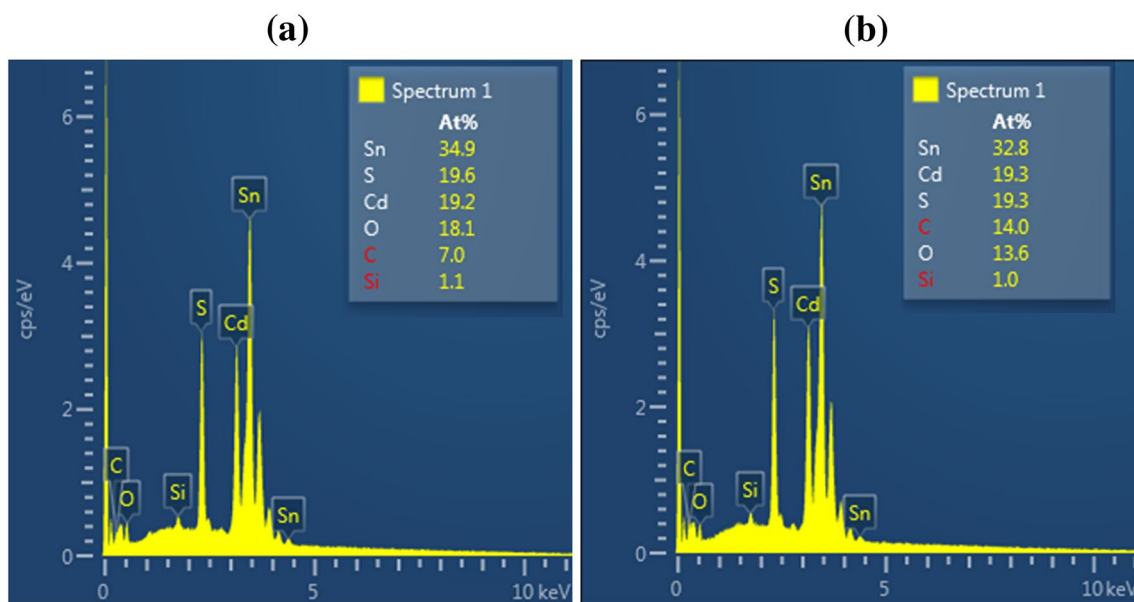 (a)
(b)
Spectrum 1
At%
Sn 34.9
S 19.6
Cd 19.2
O 18.1
C 7.0
Si 1.1
6
4
2
0
cps/eV
Sn
S
Cd
C
O
Si
Sn
0
5
10 keV
Spectrum 1
At%
Sn 32.8
Cd 19.3
S 19.3
C 14.0
O 13.6
Si 1.0
6
4
2
0
cps/eV
Sn
S
Cd
C
O
Si
Sn
0
5
10 keV